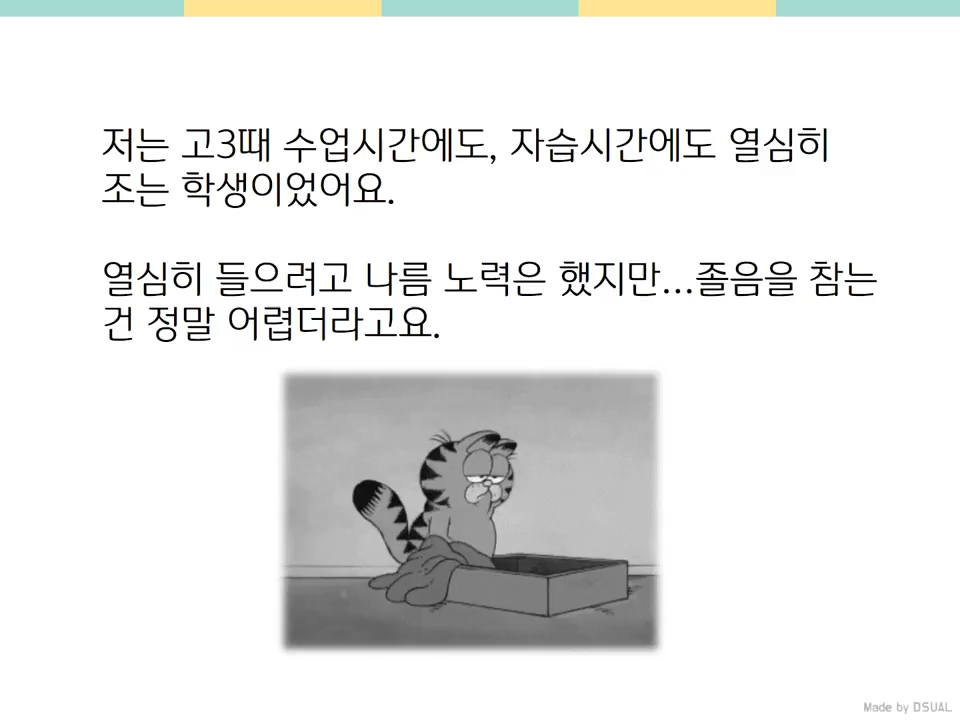 저는 고3때 수업시간에도, 자습시간에도 열심히
조는 학생이었어요.
열심히 들으려고 나름 노력은 했지만...졸음을 참는
건 정말 어렵더라고요.
Made by DSUAL